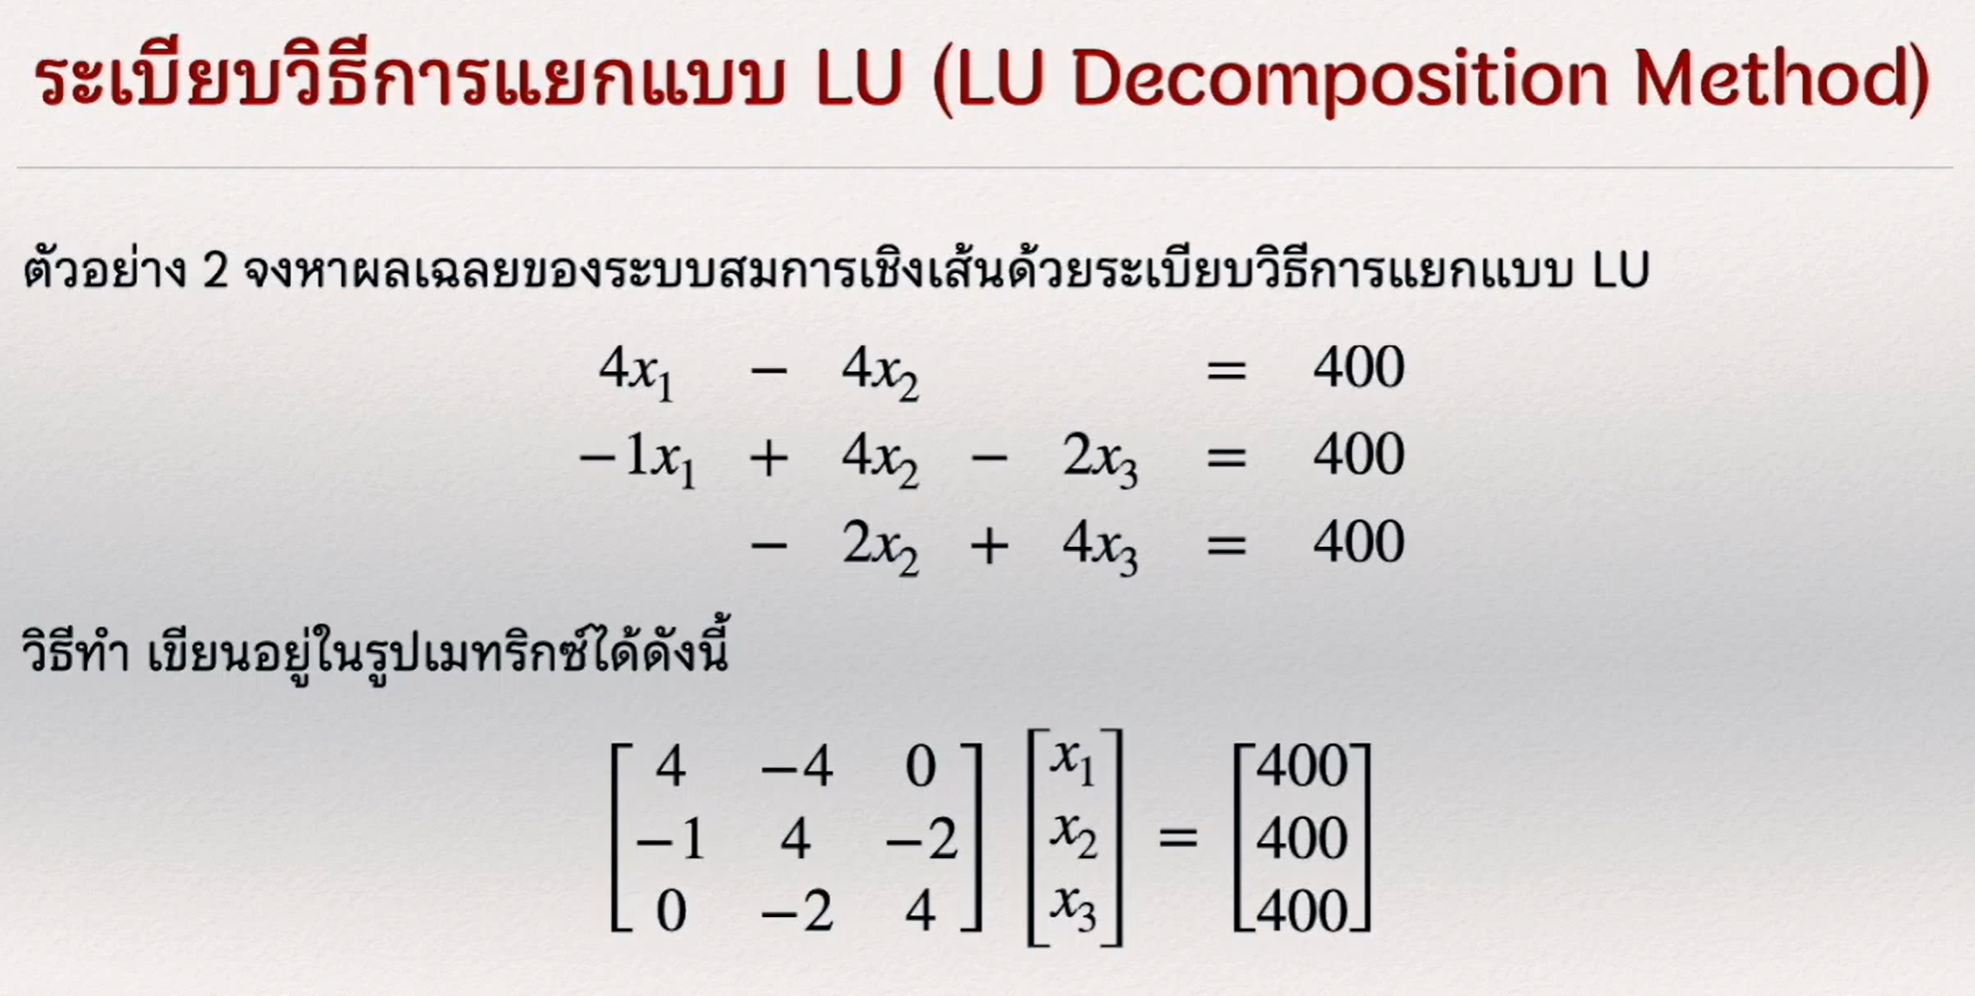 ระเบียบวิธีการแยกแบบ LU (LU Decomposition Method)
ตัวอย่าง 2 จงหาผลเฉลยของระบบสมการเชิงเส้นด้วยระเบียบวิธีการแยกแบบ LU
4x₁ − 4x₂ = 400
−1x₁ + 4x₂ − 2x₃ = 400
− 2x₂ + 4x₃ = 400
วิธีทำ เขียนอยู่ในรูปเมทริกซ์ได้ดังนี้
[4 −4 0] [x₁] [400]
[−1 4 −2] [x₂] = [400]
[0 −2 4] [x₃] [400]